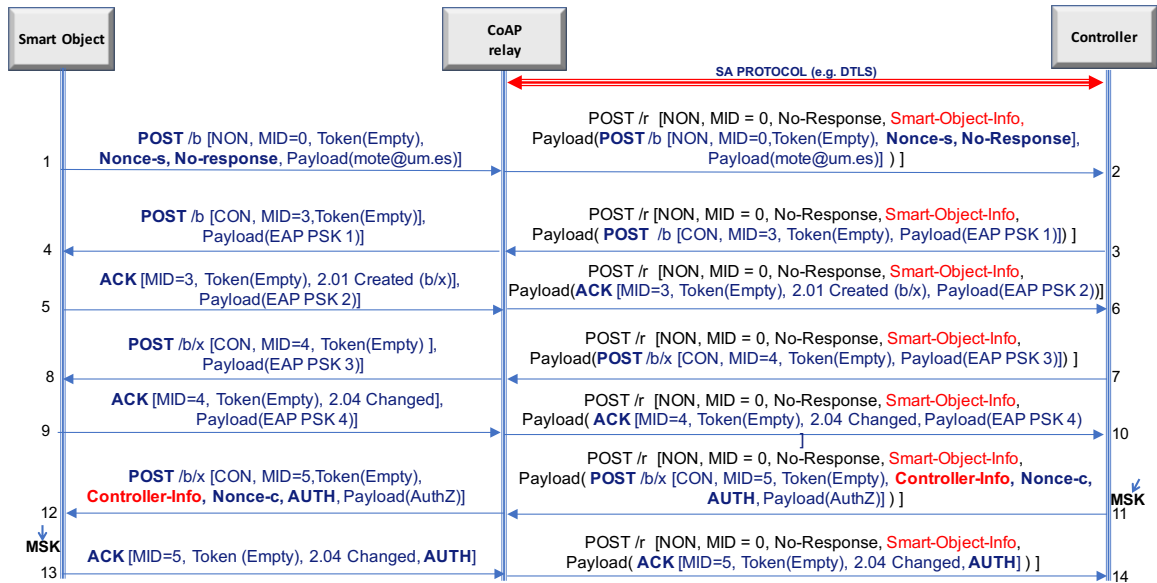 Smart Object
CoAP
relay
Controller
SA PROTOCOL (e.g. DTLS)
POST /b [NON, MID=0, Token(Empty),
Nonce-s, No-response, Payload(mote@um.es)]
1
POST /r [NON, MID = 0, No-Response, Smart-Object-Info,
Payload(POST /b [NON, MID=0,Token(Empty), Nonce-s, No-Response],
Payload(mote@um.es)] ) ]
2
POST /b [CON, MID=3,Token(Empty)],
Payload(EAP PSK 1)]
4
POST /r [NON, MID = 0, No-Response, Smart-Object-Info,
Payload( POST /b [CON, MID=3, Token(Empty), Payload(EAP PSK 1)]) ]
3
ACK [MID=3, Token(Empty), 2.01 Created (b/x)],
Payload(EAP PSK 2)]
5
POST /r [NON, MID = 0, No-Response, Smart-Object-Info,
Payload(ACK [MID=3, Token(Empty), 2.01 Created (b/x), Payload(EAP PSK 2))]
6
POST /b/x [CON, MID=4, Token(Empty) ],
Payload(EAP PSK 3)]
8
POST /r [NON, MID = 0, No-Response, Smart-Object-Info,
Payload(POST /b/x [CON, MID=4, Token(Empty), Payload(EAP PSK 3)]) ]
7
ACK [MID=4, Token(Empty), 2.04 Changed],
Payload(EAP PSK 4)]
9
POST /r [NON, MID = 0, No-Response, Smart-Object-Info,
Payload( ACK [MID=4, Token(Empty), 2.04 Changed, Payload(EAP PSK 4)
]
10
POST /b/x [CON, MID=5,Token(Empty),
Controller-Info, Nonce-c, AUTH, Payload(AuthZ)]
12
POST /r [NON, MID = 0, No-Response, Smart-Object-Info,
Payload( POST /b/x [CON, MID=5, Token(Empty), Controller-Info, Nonce-c,
AUTH, Payload(AuthZ)] ) ]
MSK
11
MSK
ACK [MID=5, Token (Empty), 2.04 Changed, AUTH]
13
POST /r [NON, MID = 0, No-Response, Smart-Object-Info,
Payload( ACK [MID=5, Token(Empty), 2.04 Changed, AUTH] ) ]
14